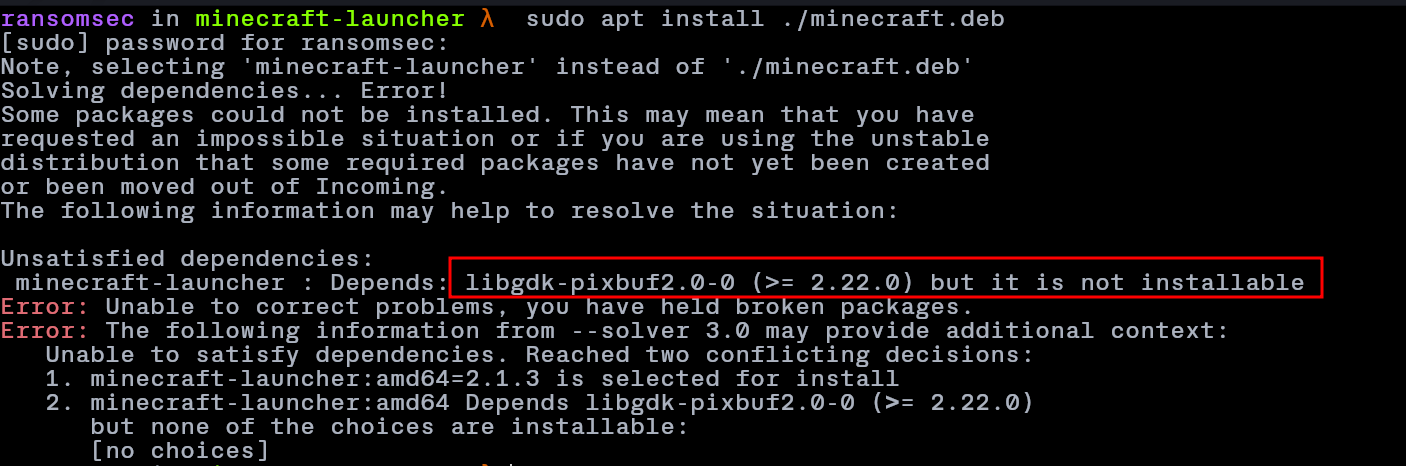 ransomsec in minecraft-launcher λ  sudo apt install ./minecraft.deb
[sudo] password for ransomsec:
Note, selecting 'minecraft-launcher' instead of './minecraft.deb'
Solving dependencies... Error!
Some packages could not be installed. This may mean that you have
requested an impossible situation or if you are using the unstable
distribution that some required packages have not yet been created
or been moved out of Incoming.
The following information may help to resolve the situation:

Unsatisfied dependencies:
 minecraft-launcher : Depends: libgdk-pixbuf2.0-0 (>= 2.22.0) but it is not installable
Error: Unable to correct problems, you have held broken packages.
Error: The following information from --solver 3.0 may provide additional context:
   Unable to satisfy dependencies. Reached two conflicting decisions:
   1. minecraft-launcher:amd64=2.1.3 is selected for install
   2. minecraft-launcher:amd64 Depends libgdk-pixbuf2.0-0 (>= 2.22.0)
      but none of the choices are installable:
      [no choices]